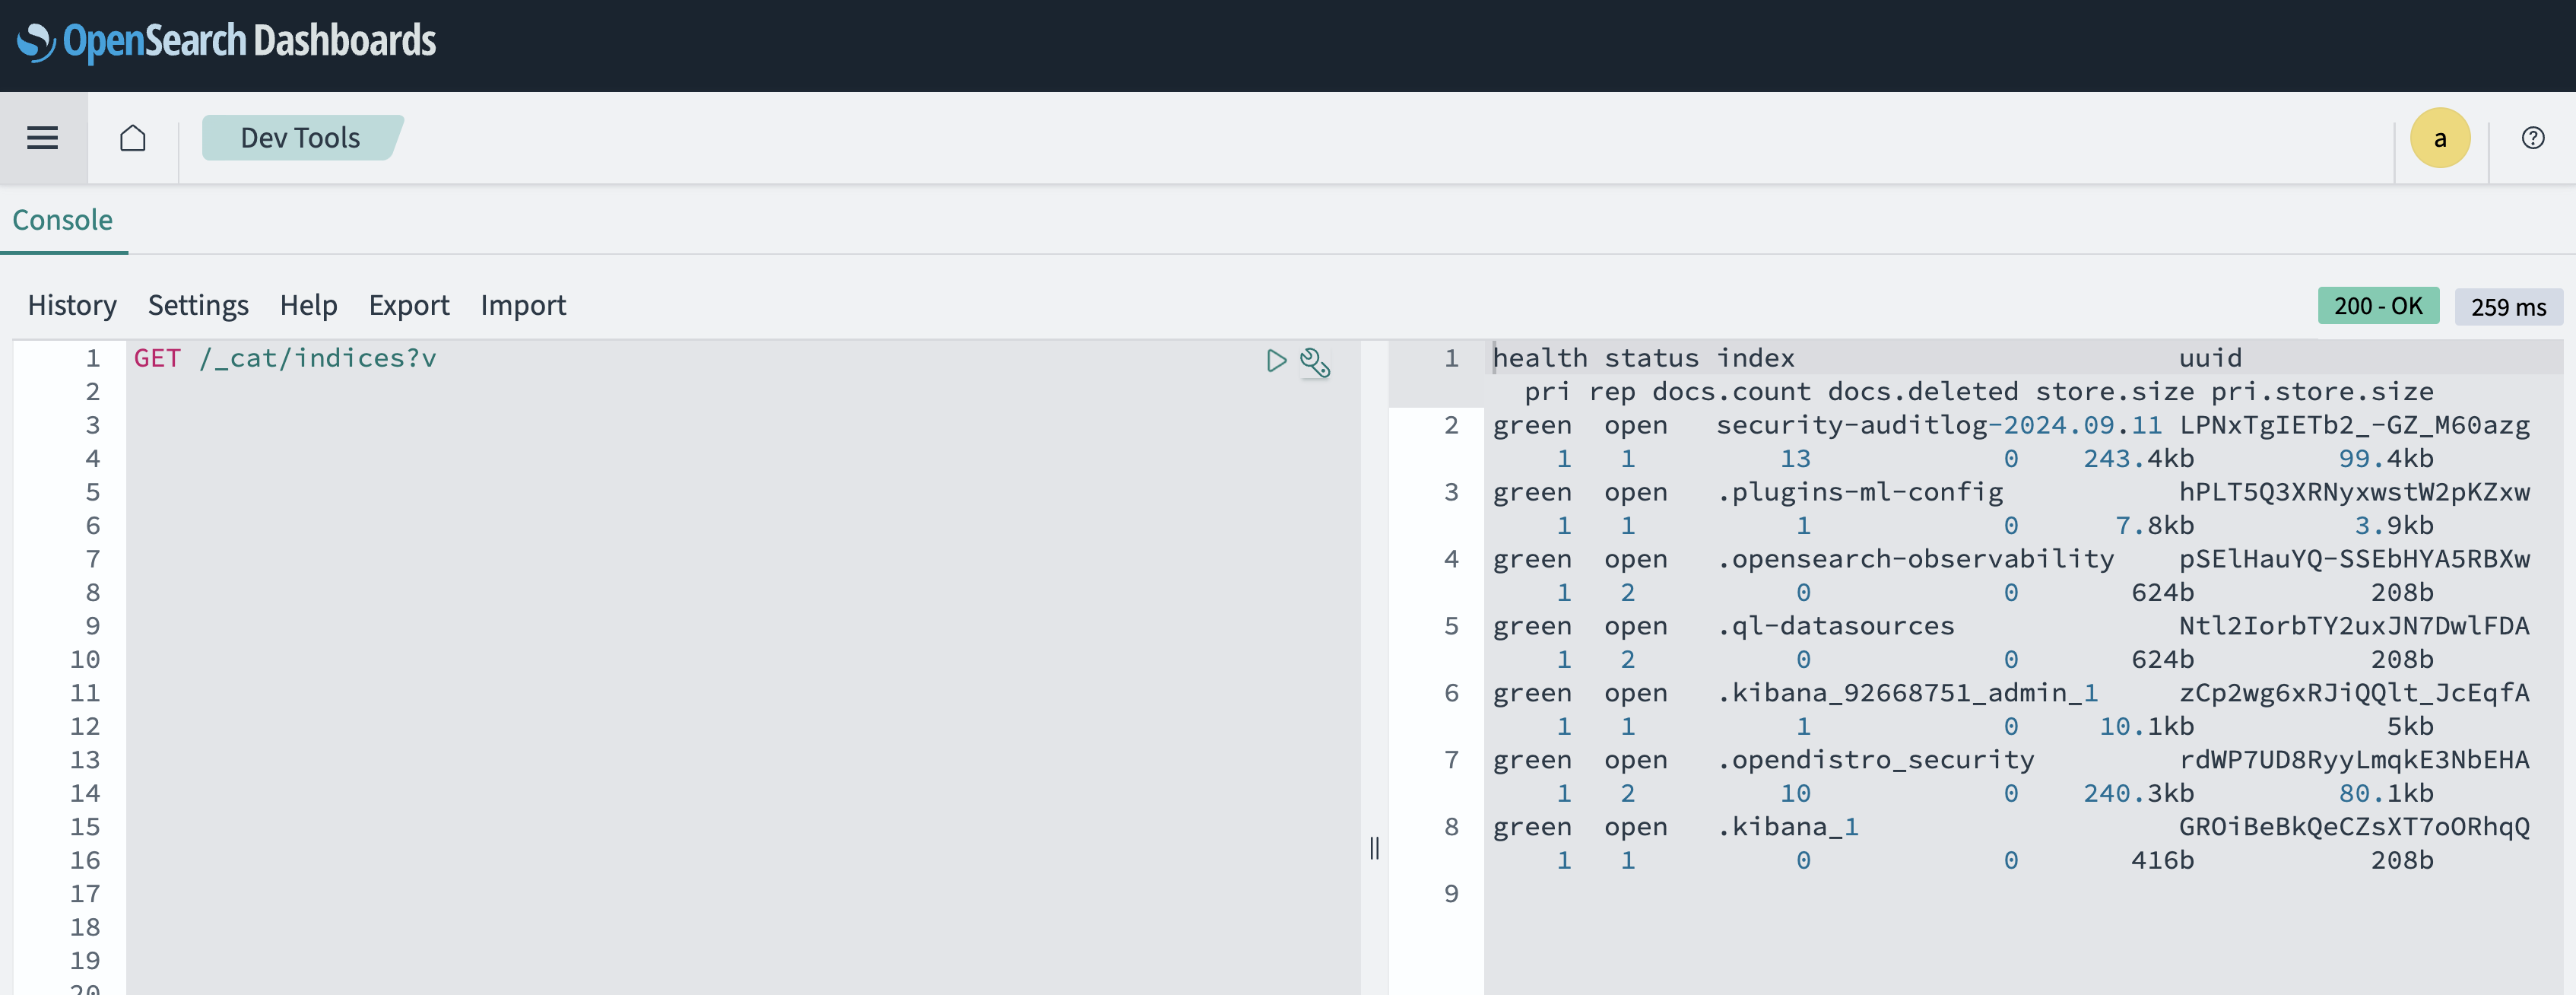 OpenSearch Dashboards
Dev Tools
a
Console
History Settings Help Export Import
200 - OK 259 ms
1 GET /_cat/indices?v
2
3
4
5
6
7
8
9
10
11
12
13
14
15
16
17
18
19
20
1 health status index uuid
pri rep docs.count docs.deleted store.size pri.store.size
2 green open security-auditlog-2024.09.11 LPNxTgIETb2_-GZ_M60azg
1 1 13 0 243.4kb 99.4kb
3 green open .plugins-ml-config hPLT5Q3XRNyxwstW2pKZxw
1 1 1 0 7.8kb 3.9kb
4 green open .opensearch-observability pSElHauYQ-SSEbHYA5RBXw
1 2 0 0 624b 208b
5 green open .ql-datasources Ntl2IorbTY2uxJN7DwlFDA
1 2 0 0 624b 208b
6 green open .kibana_92668751_admin_1 zCp2wg6xRJiQQlt_JcEqfA
1 1 1 0 10.1kb 5kb
7 green open .opendistro_security rdWP7UD8RyyLmqkE3NbEHA
1 2 10 0 240.3kb 80.1kb
8 green open .kibana_1 GROiBeBkQeCZsXT7oORhqQ
1 1 0 0 416b 208b
9